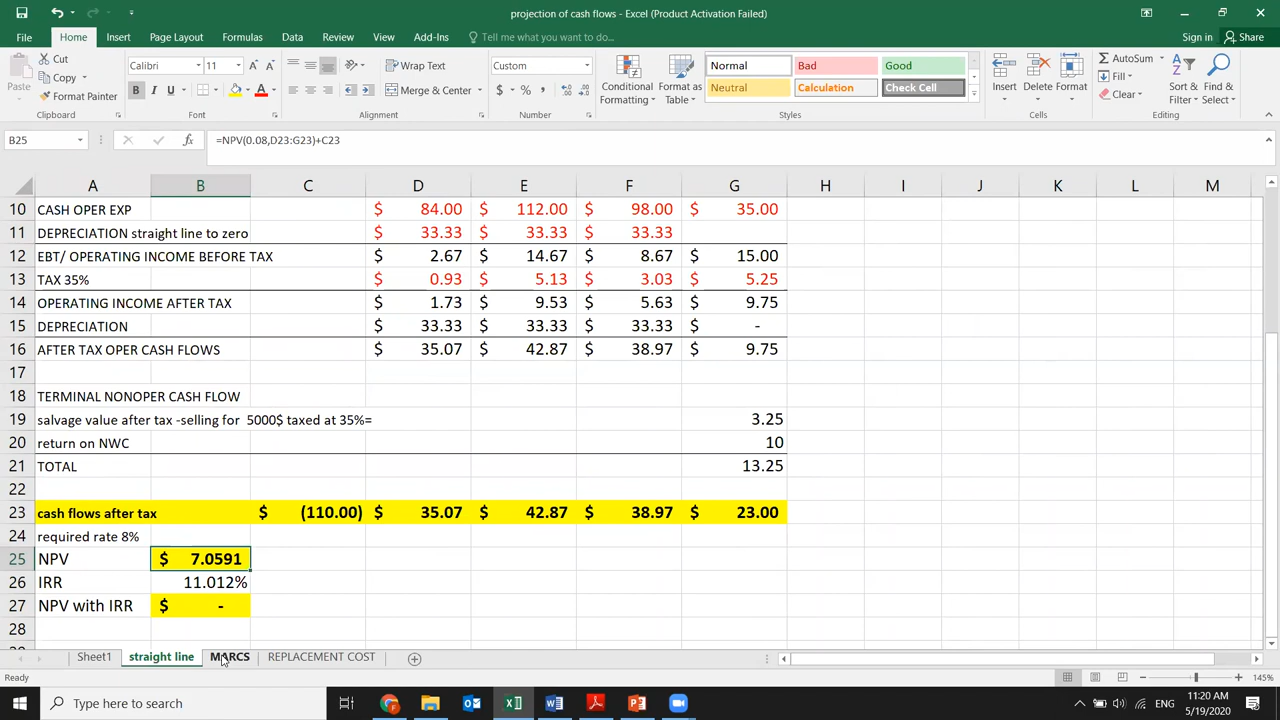 projection of cash flows - Excel (Product Activation Failed)
File Home Insert Page Layout Formulas Data Review View Add-Ins Tell me what you want to do... Sign in Share
Paste Cut Copy Format Painter Clipboard
Calibri 11 A A B I U A Font
Wrap Text Merge & Center Alignment
Custom $ % , Number
Conditional Formatting Format as Table Normal Bad Good Neutral Calculation Check Cell Styles
Insert Delete Format Cells
AutoSum Fill Clear Sort & Filter Find & Select Editing
B25 fx =NPV(0.08,D23:G23)+C23
A B C D E F G H I J K L M
10 CASH OPER EXP $ 84.00 $ 112.00 $ 98.00 $ 35.00
11 DEPRECIATION straight line to zero $ 33.33 $ 33.33 $ 33.33
12 EBT/ OPERATING INCOME BEFORE TAX $ 2.67 $ 14.67 $ 8.67 $ 15.00
13 TAX 35% $ 0.93 $ 5.13 $ 3.03 $ 5.25
14 OPERATING INCOME AFTER TAX $ 1.73 $ 9.53 $ 5.63 $ 9.75
15 DEPRECIATION $ 33.33 $ 33.33 $ 33.33 $ -
16 AFTER TAX OPER CASH FLOWS $ 35.07 $ 42.87 $ 38.97 $ 9.75
17
18 TERMINAL NONOPER CASH FLOW
19 salvage value after tax -selling for 5000$ taxed at 35%= 3.25
20 return on NWC 10
21 TOTAL 13.25
22
23 cash flows after tax $ (110.00) $ 35.07 $ 42.87 $ 38.97 $ 23.00
24 required rate 8%
25 NPV $ 7.0591
26 IRR 11.012%
27 NPV with IRR $ -
28
Sheet1 straight line MARCS REPLACEMENT COST
Ready 145%
Type here to search ENG 11:20 AM
5/19/2020